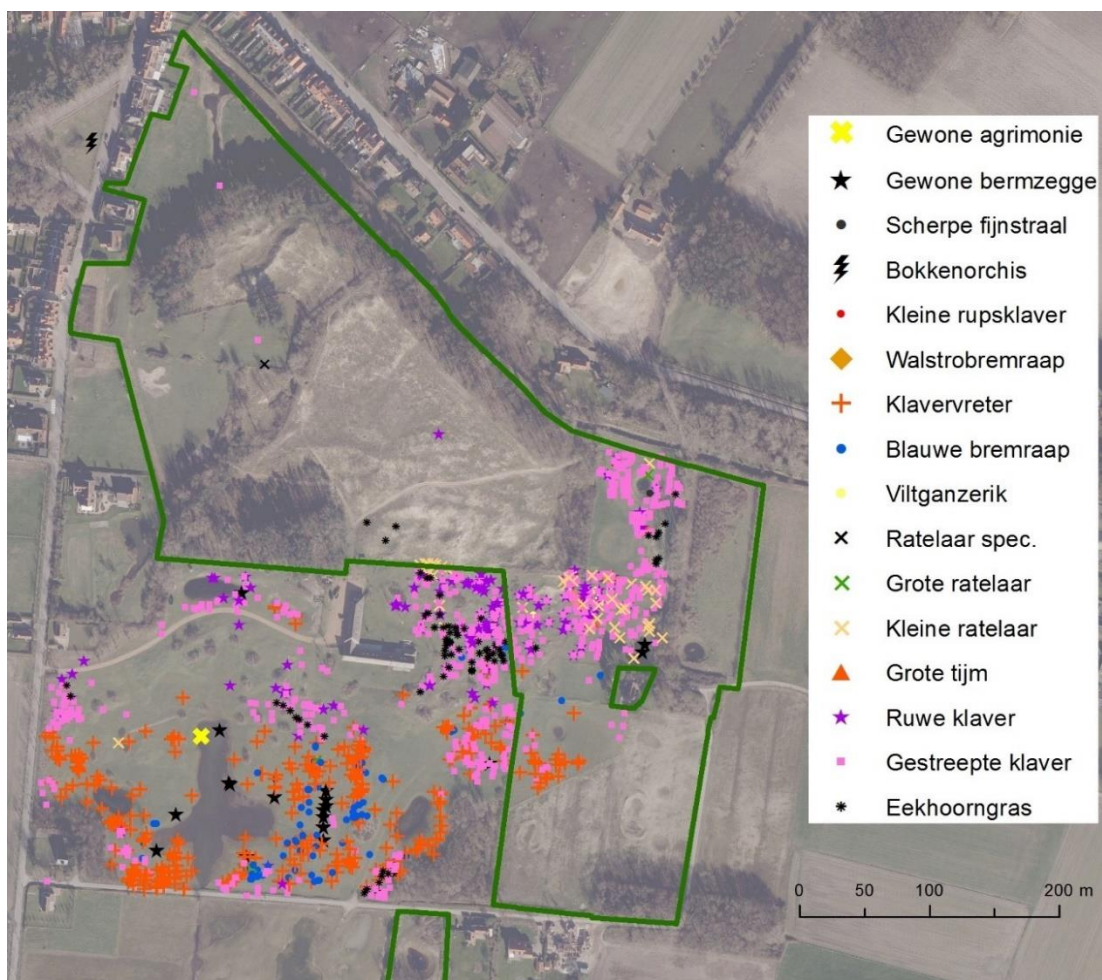 Gewone agrimonie
Gewone bermzegge
Scherpe fijnstraal
Bokkenorchis
Kleine rupsklaver
Walstrobremraap
Klavervreter
Blauwe bremraap
Viltganzerik
Ratelaar spec.
Grote ratelaar
Kleine ratelaar
Grote tijm
Ruwe klaver
Gestreepte klaver
Eekhoorngras
0 50 100 200 m